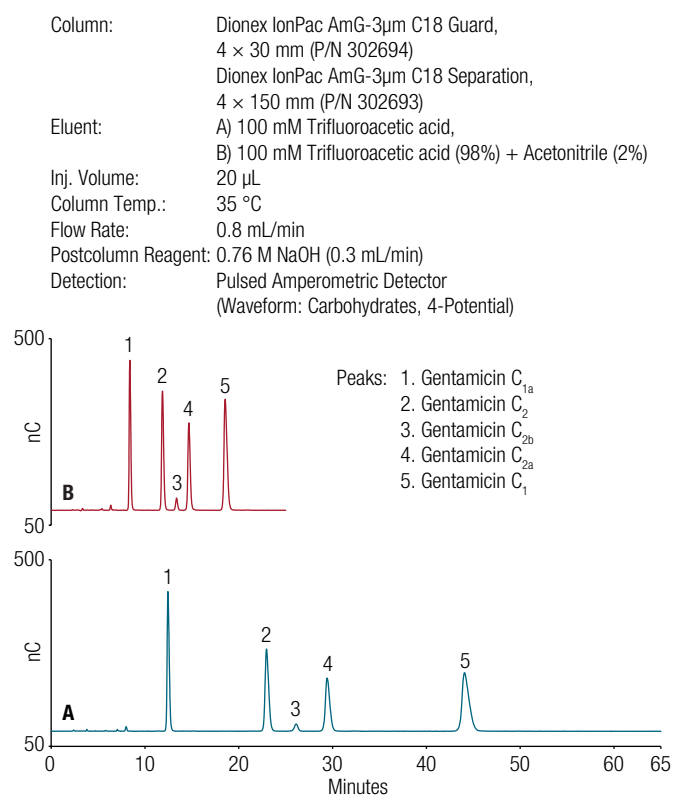 Column: Dionex IonPac AmG-3µm C18 Guard,
4 × 30 mm (P/N 302694)
Dionex IonPac AmG-3µm C18 Separation,
4 × 150 mm (P/N 302693)
Eluent: A) 100 mM Trifluoroacetic acid,
B) 100 mM Trifluoroacetic acid (98%) + Acetonitrile (2%)
Inj. Volume: 20 µL
Column Temp.: 35 °C
Flow Rate: 0.8 mL/min
Postcolumn Reagent: 0.76 M NaOH (0.3 mL/min)
Detection: Pulsed Amperometric Detector
(Waveform: Carbohydrates, 4-Potential)
500
nC
50
B
1
2
3
4
5
Peaks: 1. Gentamicin C1a
2. Gentamicin C2
3. Gentamicin C2b
4. Gentamicin C2a
5. Gentamicin C1
500
nC
50
A
1
2
3
4
5
0 10 20 30 40 50 60 65
Minutes